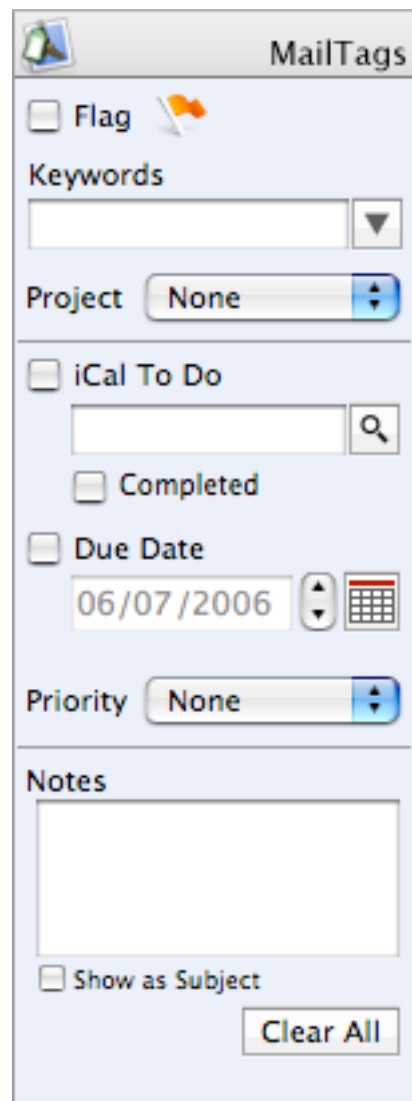 MailTags
Flag
Keywords
Project None
iCal To Do
Completed
Due Date
06/07/2006
Priority None
Notes
Show as Subject
Clear All